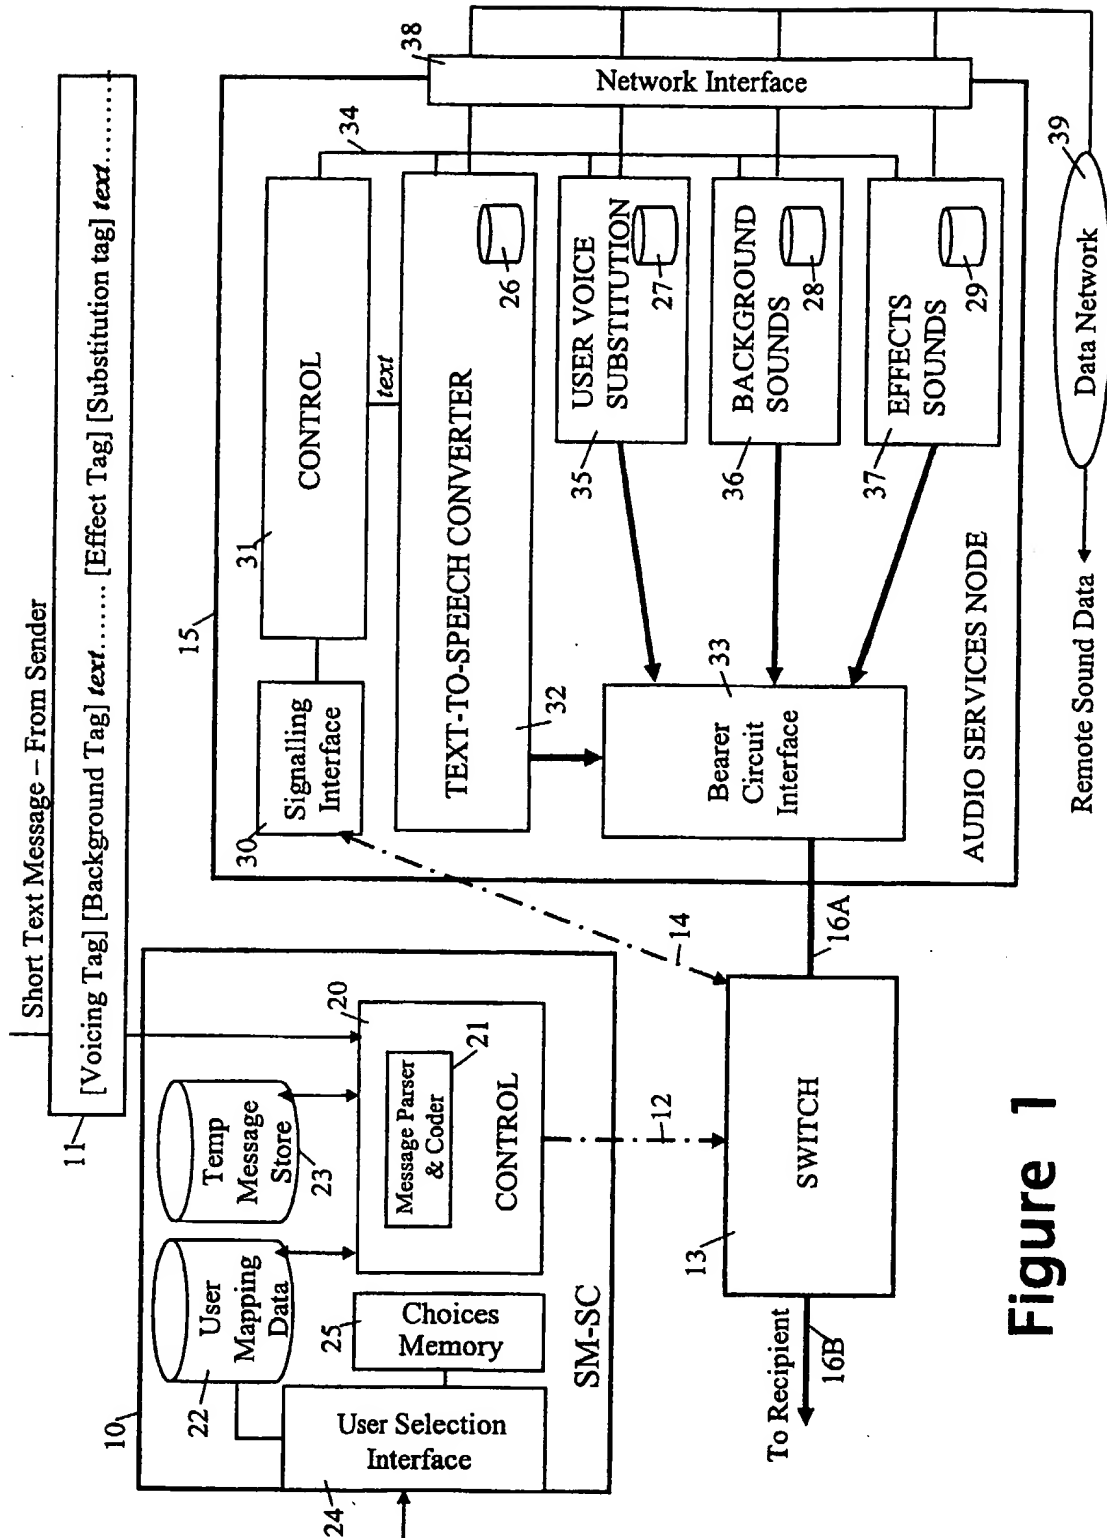 Short Text Message – From Sender
11
[Voicing Tag] [Background Tag] text....... [Effect Tag] [Substitution tag] text..........
10
User
Mapping
Data
22
Temp
Message
Store
23
20
Message Parser
& Coder
21
CONTROL
25
Choices
Memory
24
User Selection
Interface
SM-SC
12
14
13
SWITCH
16A
16B
To Recipient
15
30
Signalling
Interface
31
CONTROL
34
text
TEXT-TO-SPEECH CONVERTER
26
32
33
Bearer
Circuit
Interface
35
USER VOICE
SUBSTITUTION
27
36
BACKGROUND
SOUNDS
28
37
EFFECTS
SOUNDS
29
38
Network Interface
AUDIO SERVICES NODE
39
Data Network
Remote Sound Data
Figure 1